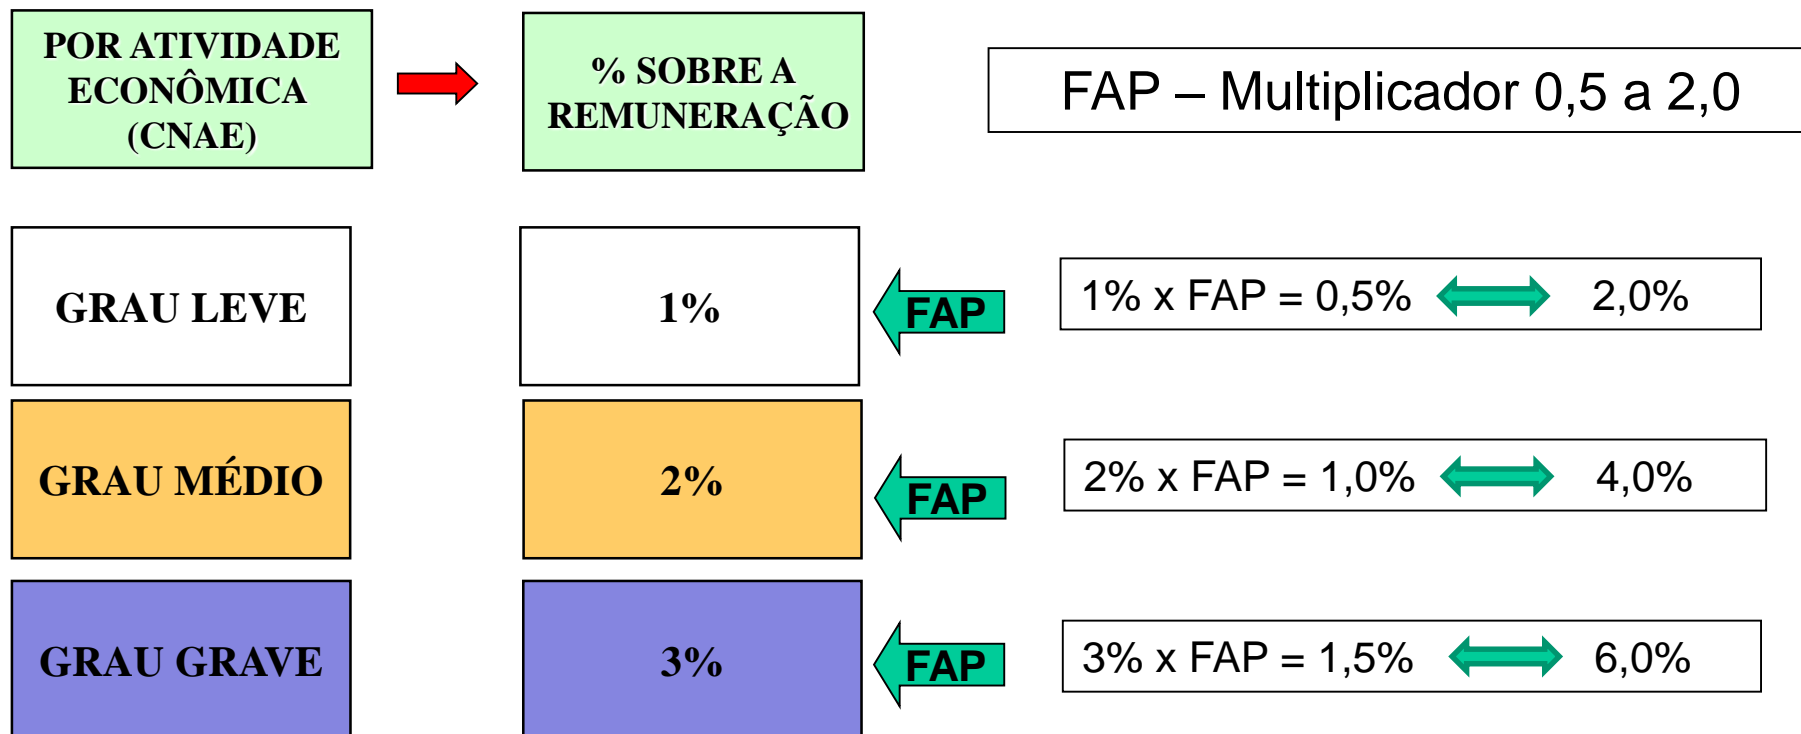 POR ATIVIDADE
ECONÔMICA
(CNAE)
% SOBRE A
REMUNERAÇÃO
FAP – Multiplicador 0,5 a 2,0
GRAU LEVE
1%
FAP
1% x FAP = 0,5% 2,0%
GRAU MÉDIO
2%
FAP
2% x FAP = 1,0% 4,0%
GRAU GRAVE
3%
FAP
3% x FAP = 1,5% 6,0%